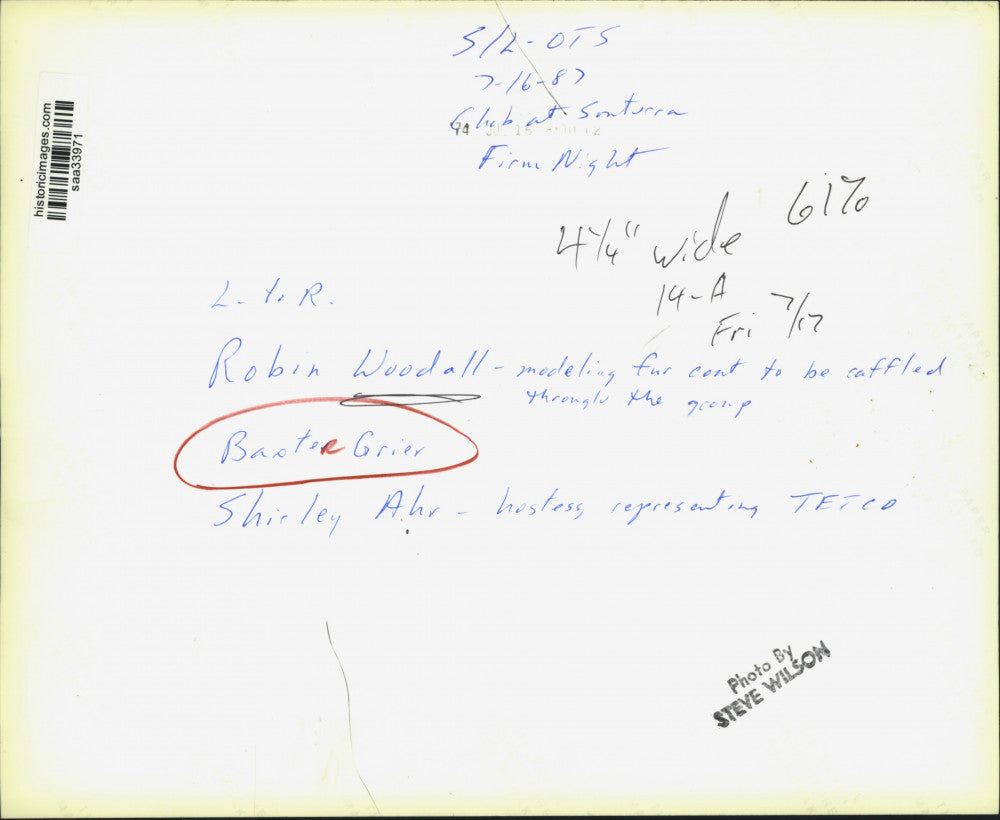 S/L - OTS
7-16-87
Club at Sonterra
Firm Night
61%
4 1/4" wide
14-A
Fri 7/17
L. to R.
Robin Woodall - modeling fur coat to be raffled
through the group
Baxter Grier
Shirley Ahr - hostess, representing TETCO
Photo By
STEVE WILSON
historicimages.com
saa33971